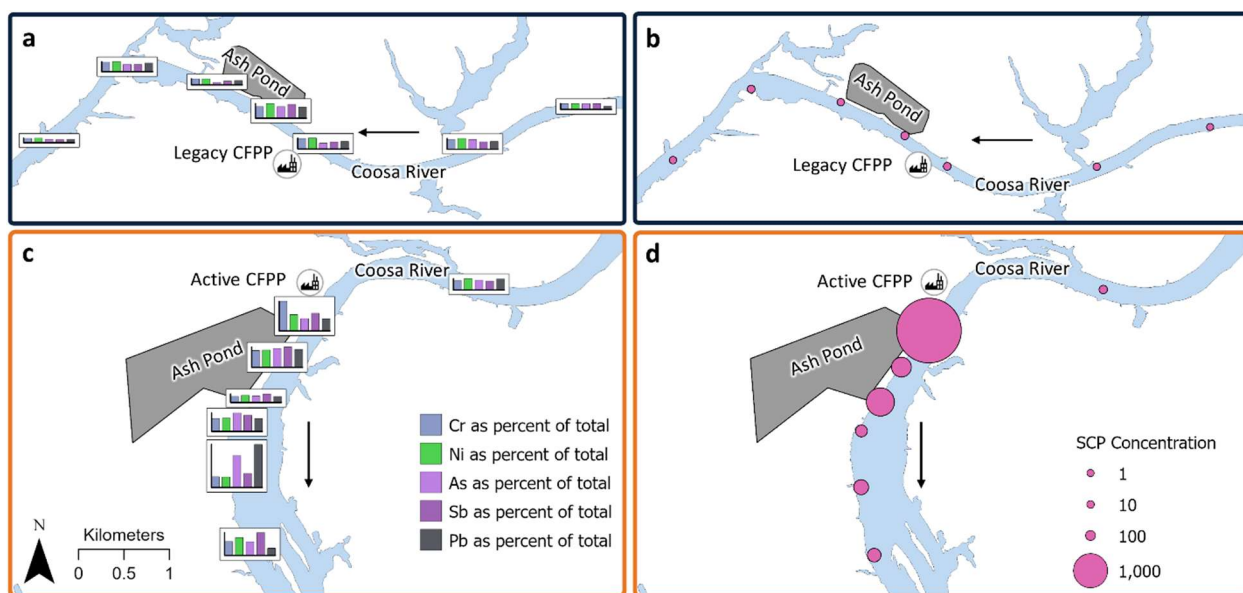 a
Ash Pond
Legacy CFPP
Coosa River
b
Ash Pond
Legacy CFPP
Coosa River
c
Active CFPP
Coosa River
Ash Pond
Cr as percent of total
Ni as percent of total
As as percent of total
Sb as percent of total
Pb as percent of total
N
Kilometers
0 0.5 1
d
Active CFPP
Coosa River
Ash Pond
SCP Concentration
1
10
100
1,000